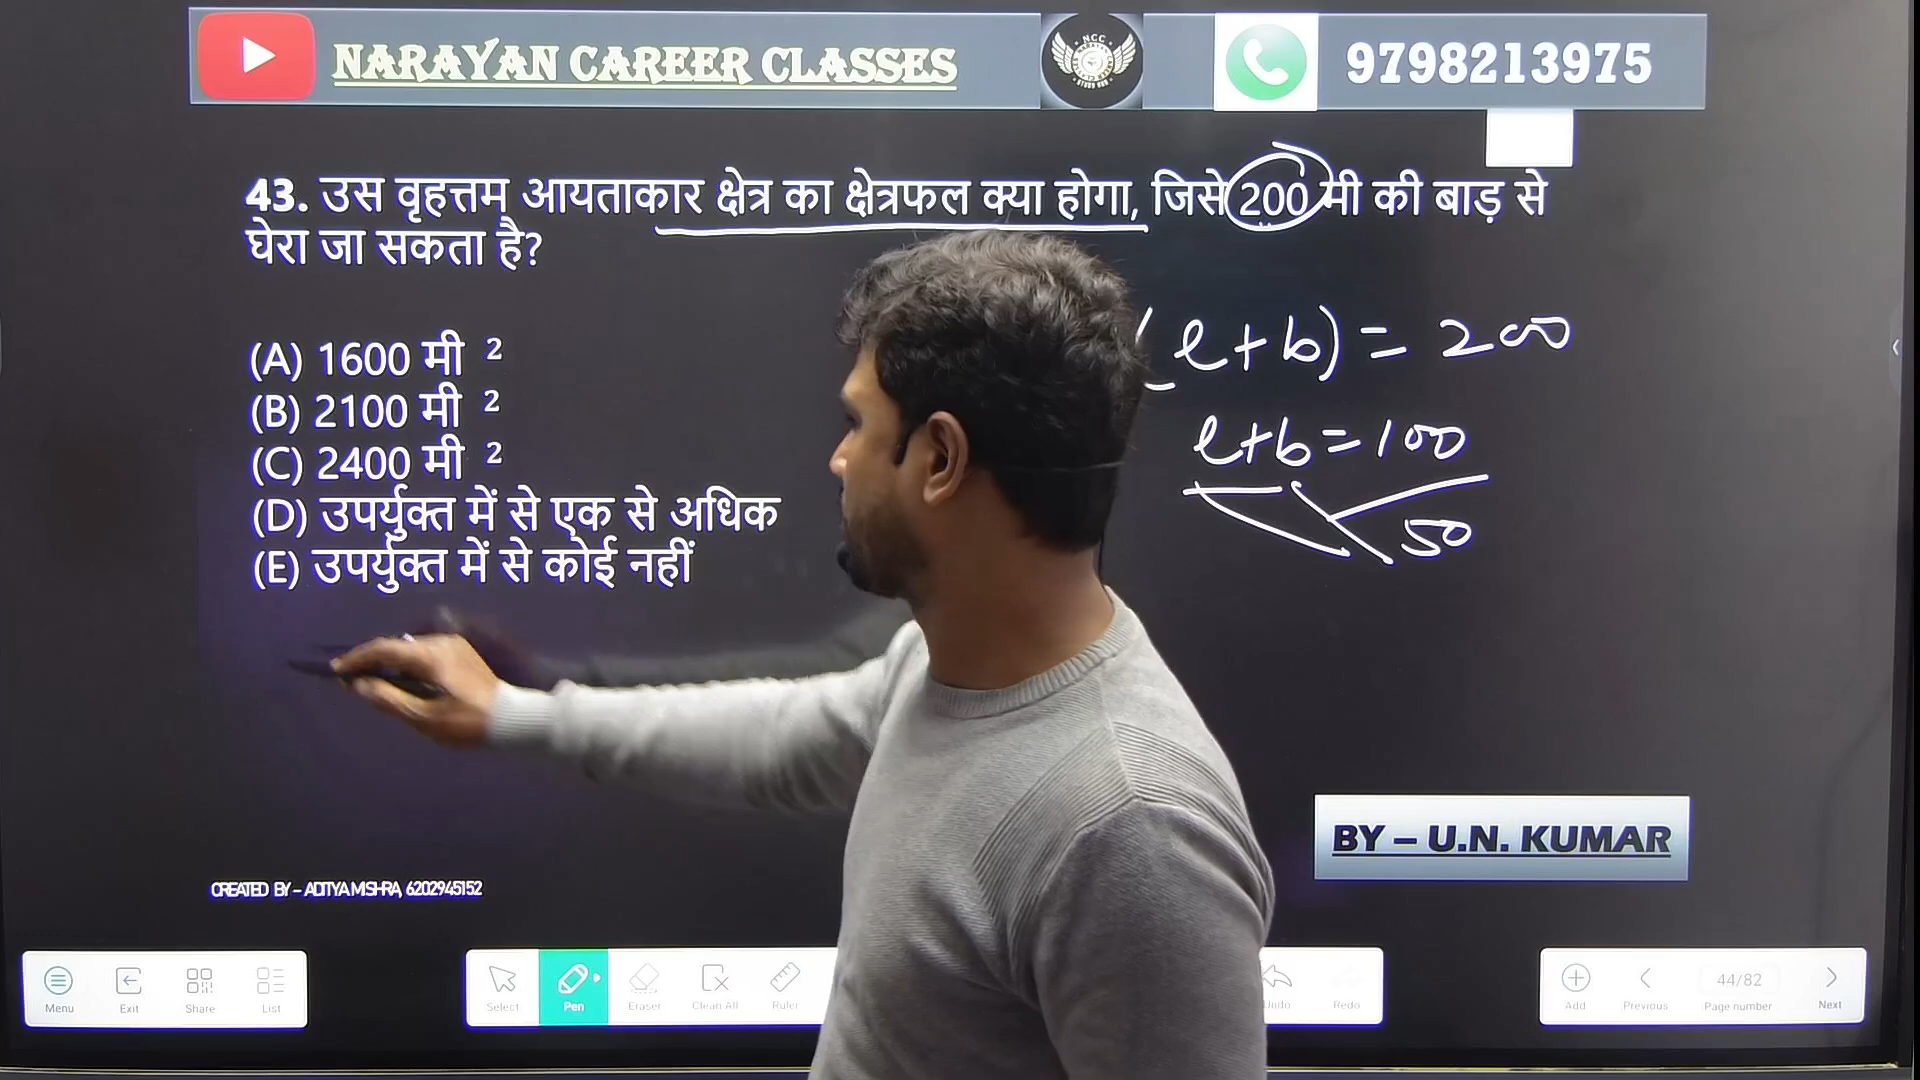 NARAYAN CAREER CLASSES
NCC
9798213975
43. उस वृहत्तम आयताकार क्षेत्र का क्षेत्रफल क्या होगा, जिसे 200 मी की बाड़ से
घेरा जा सकता है?
(A) 1600 मी ²
(B) 2100 मी ²
(C) 2400 मी ²
(D) उपर्युक्त में से एक से अधिक
(E) उपर्युक्त में से कोई नहीं
(l+b) = 200
l+b=100
50
BY – U.N. KUMAR
CREATED BY – ADITYA MISHRA, 6202945152
Menu Exit Share List Select Pen Eraser Clean All Ruler Undo Redo Add Previous 44/82 Page number Next